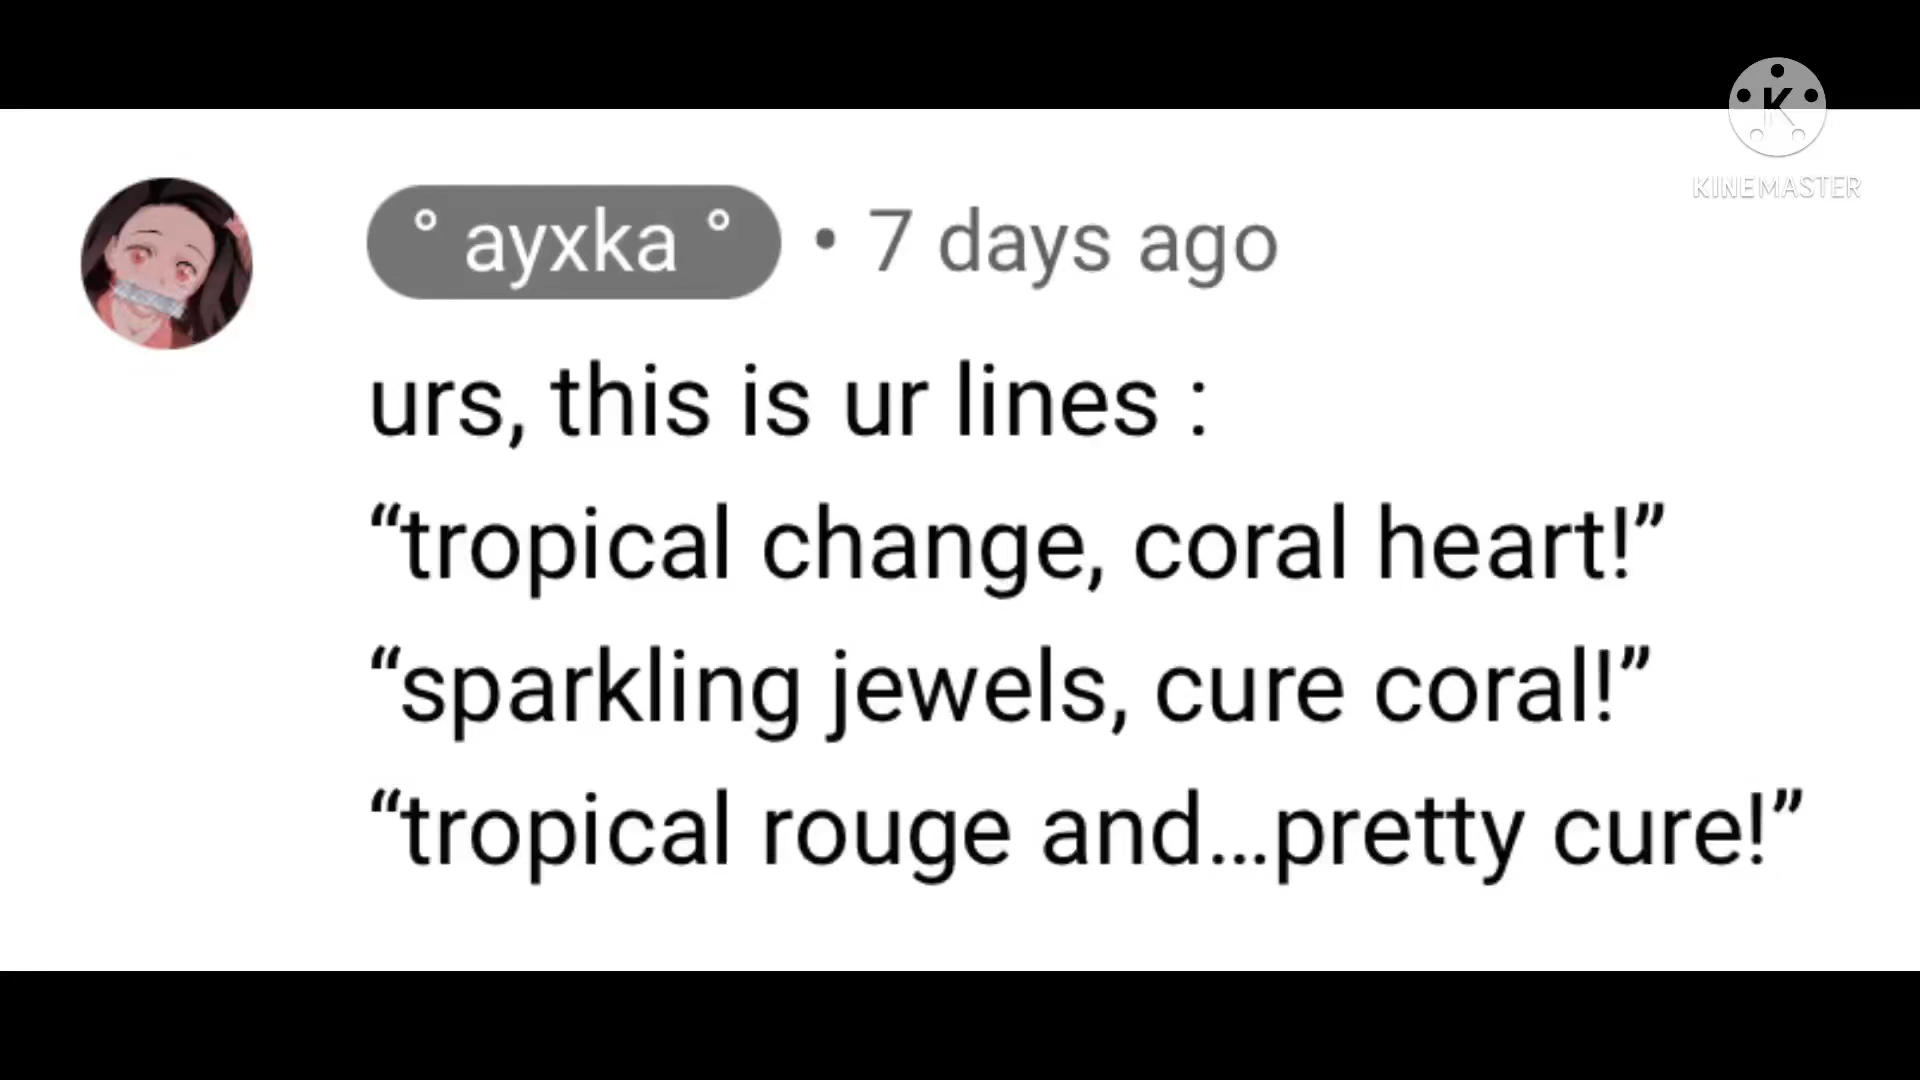 K
KINEMASTER
° ayxka ° • 7 days ago
urs, this is ur lines :
“tropical change, coral heart!”
“sparkling jewels, cure coral!”
“tropical rouge and...pretty cure!”